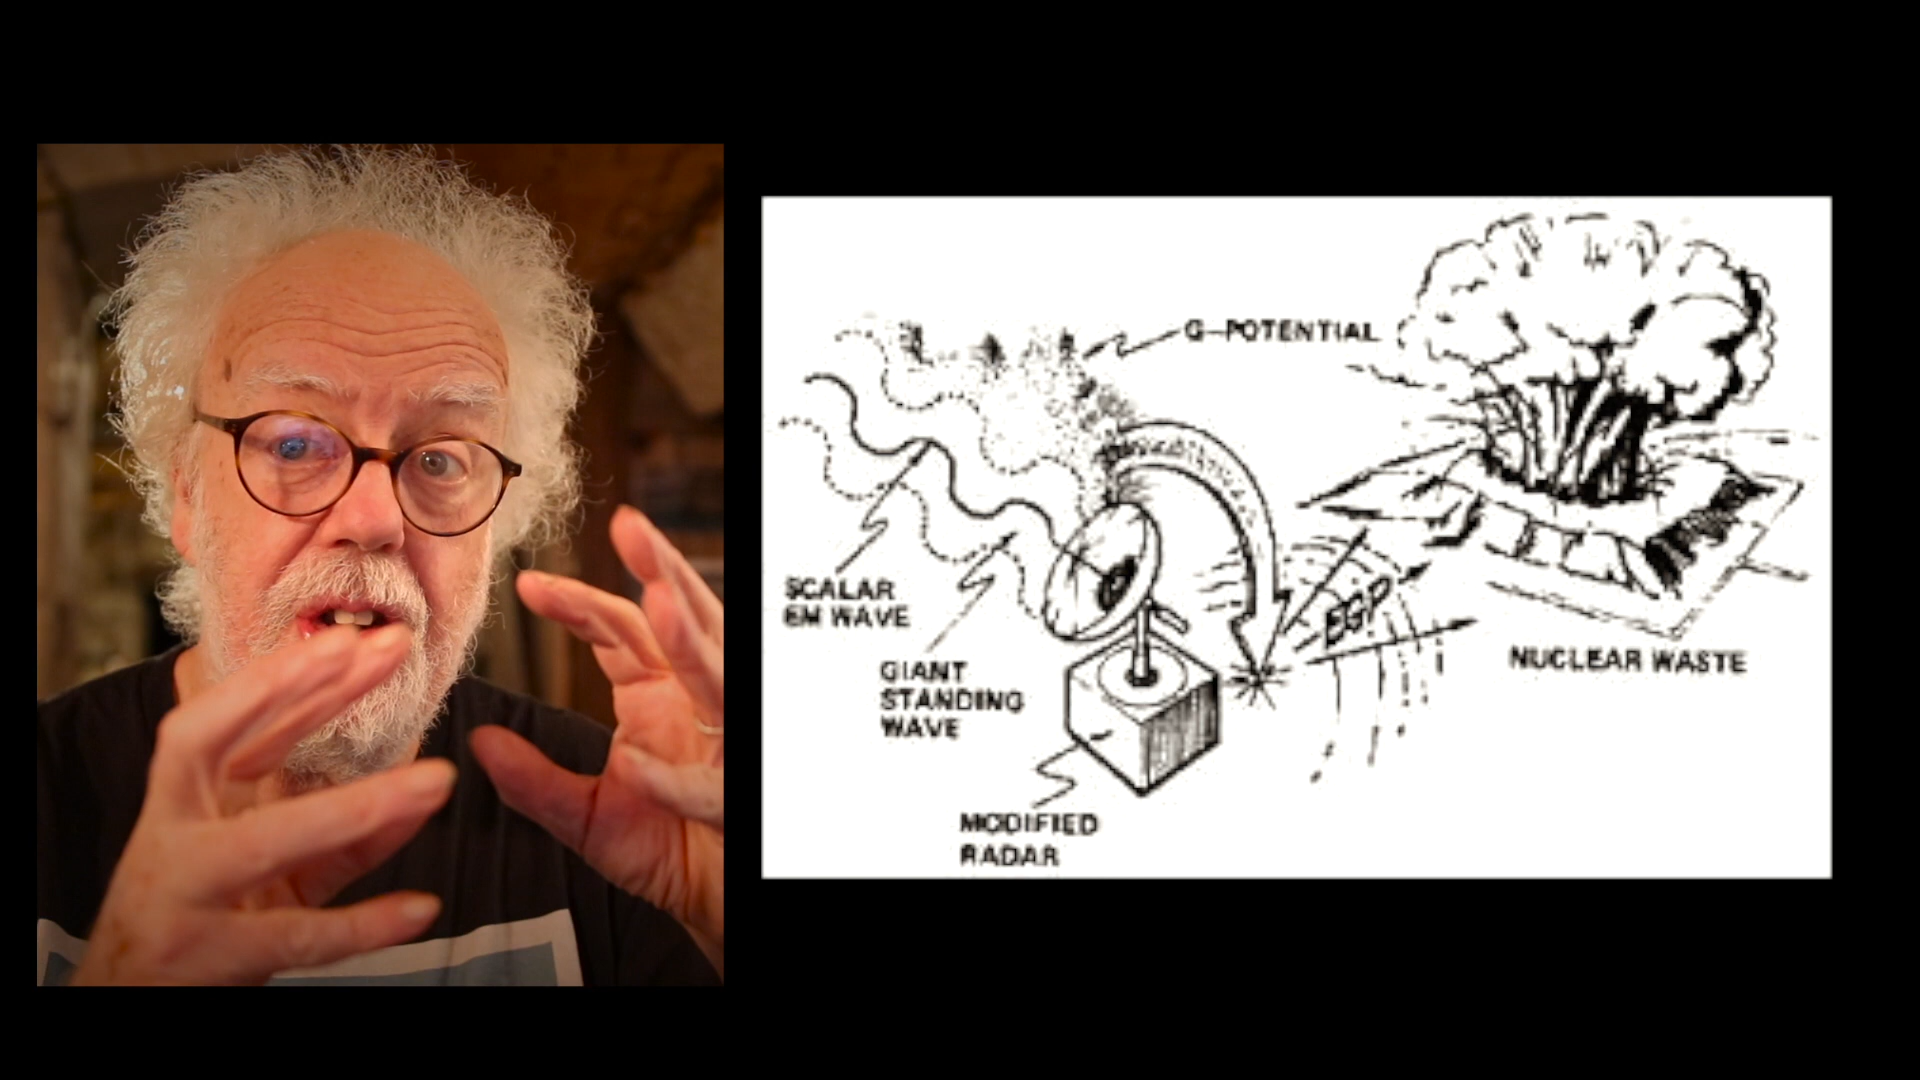 G-POTENTIAL
SCALAR
EM WAVE
GIANT
STANDING
WAVE
EGP
NUCLEAR WASTE
MODIFIED
RADAR